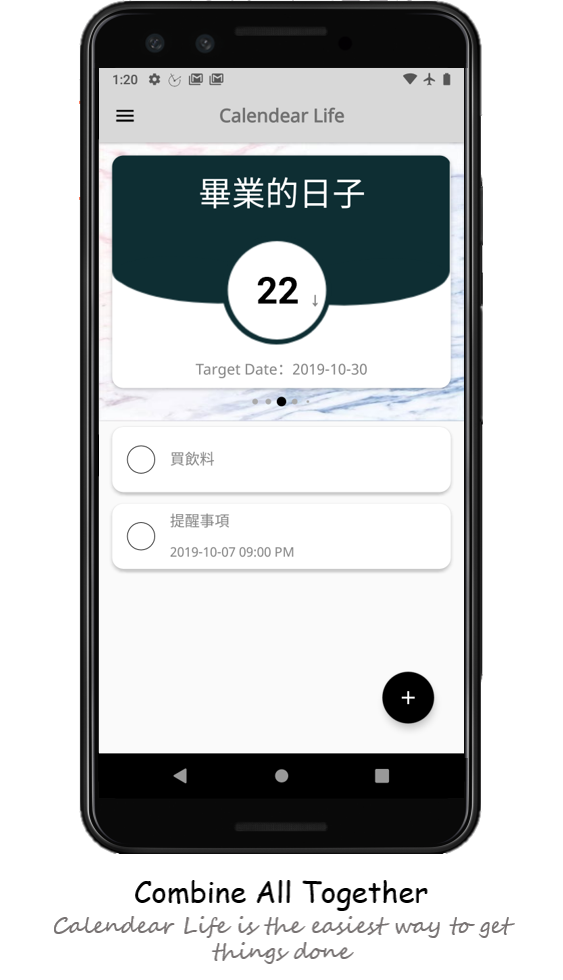 1:20
Calendear Life
畢業的日子
22 ↓
Target Date：2019-10-30
買飲料
提醒事項
2019-10-07 09:00 PM
+
Combine All Together
Calendear Life is the easiest way to get
things done